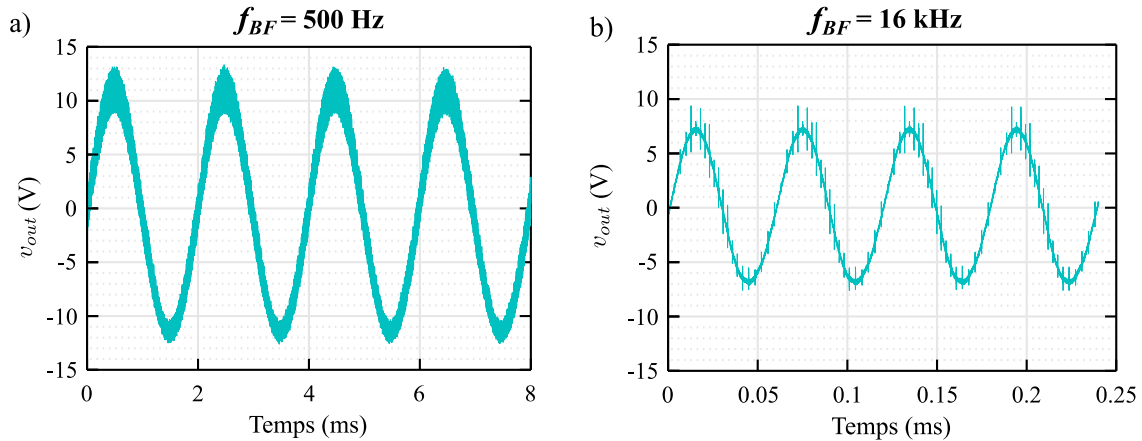 a)
f_BF = 500 Hz
15
10
5
0
-5
-10
-15
v_out (V)
0 2 4 6 8
Temps (ms)
b)
f_BF = 16 kHz
15
10
5
0
-5
-10
-15
v_out (V)
0 0.05 0.1 0.15 0.2 0.25
Temps (ms)